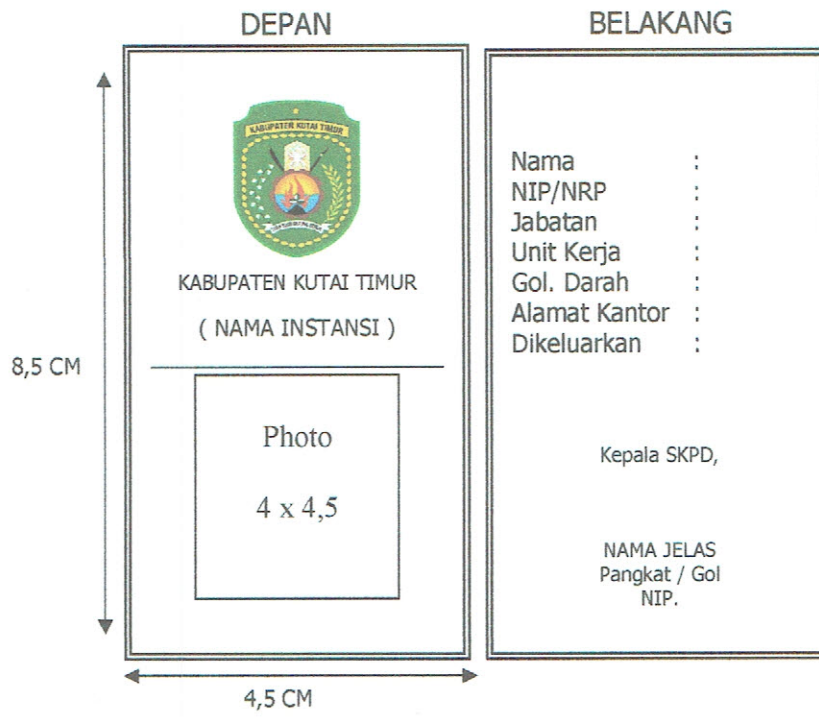 DEPAN
KABUPATEN KUTAI TIMUR
KABUPATEN KUTAI TIMUR
( NAMA INSTANSI )
8,5 CM
Photo
4 x 4,5
4,5 CM
BELAKANG
Nama :
NIP/NRP :
Jabatan :
Unit Kerja :
Gol. Darah :
Alamat Kantor :
Dikeluarkan :
Kepala SKPD,
NAMA JELAS
Pangkat / Gol
NIP.